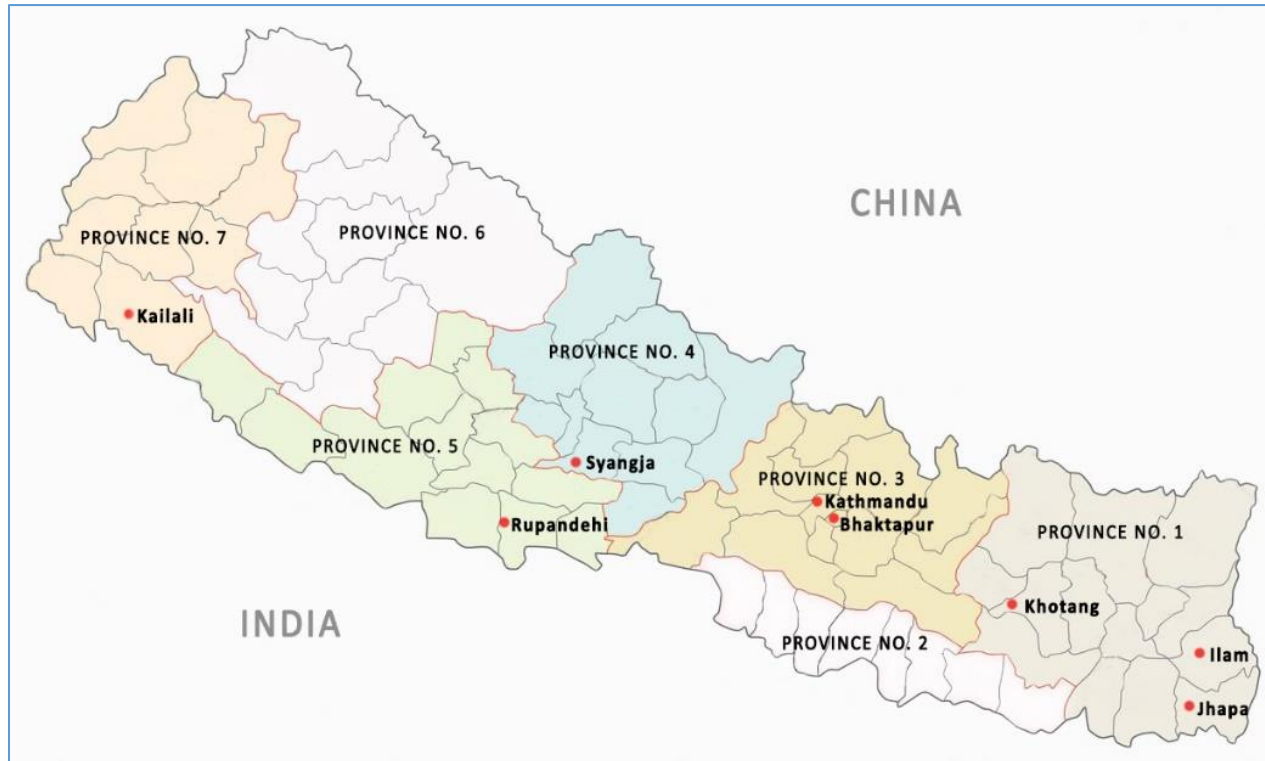 CHINA
PROVINCE NO. 7
PROVINCE NO. 6
Kailali
PROVINCE NO. 4
PROVINCE NO. 5
Syangja
PROVINCE NO. 3
Kathmandu
Bhaktapur
Rupandehi
PROVINCE NO. 1
Khotang
INDIA
PROVINCE NO. 2
Ilam
Jhapa